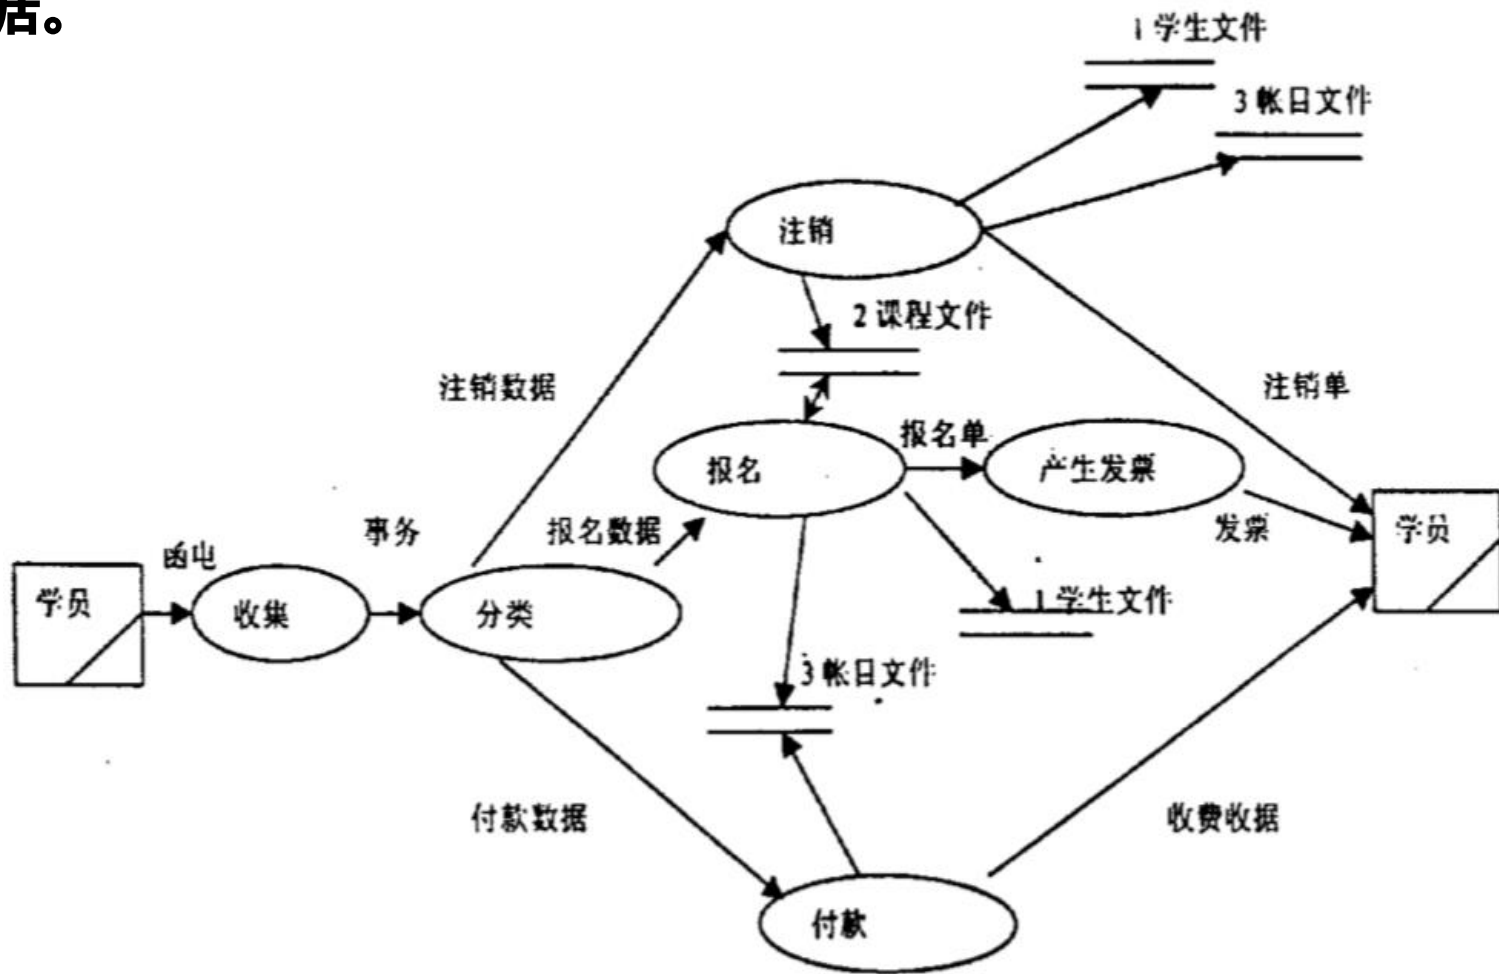 居。
1 学生文件
3 帐目文件
注销
2 课程文件
注销数据
注销单
报名单
报名
产生发票
事务
报名数据
发票
学员
函电
学员
收集
分类
1 学生文件
3 帐目文件
付款数据
收费收据
付款